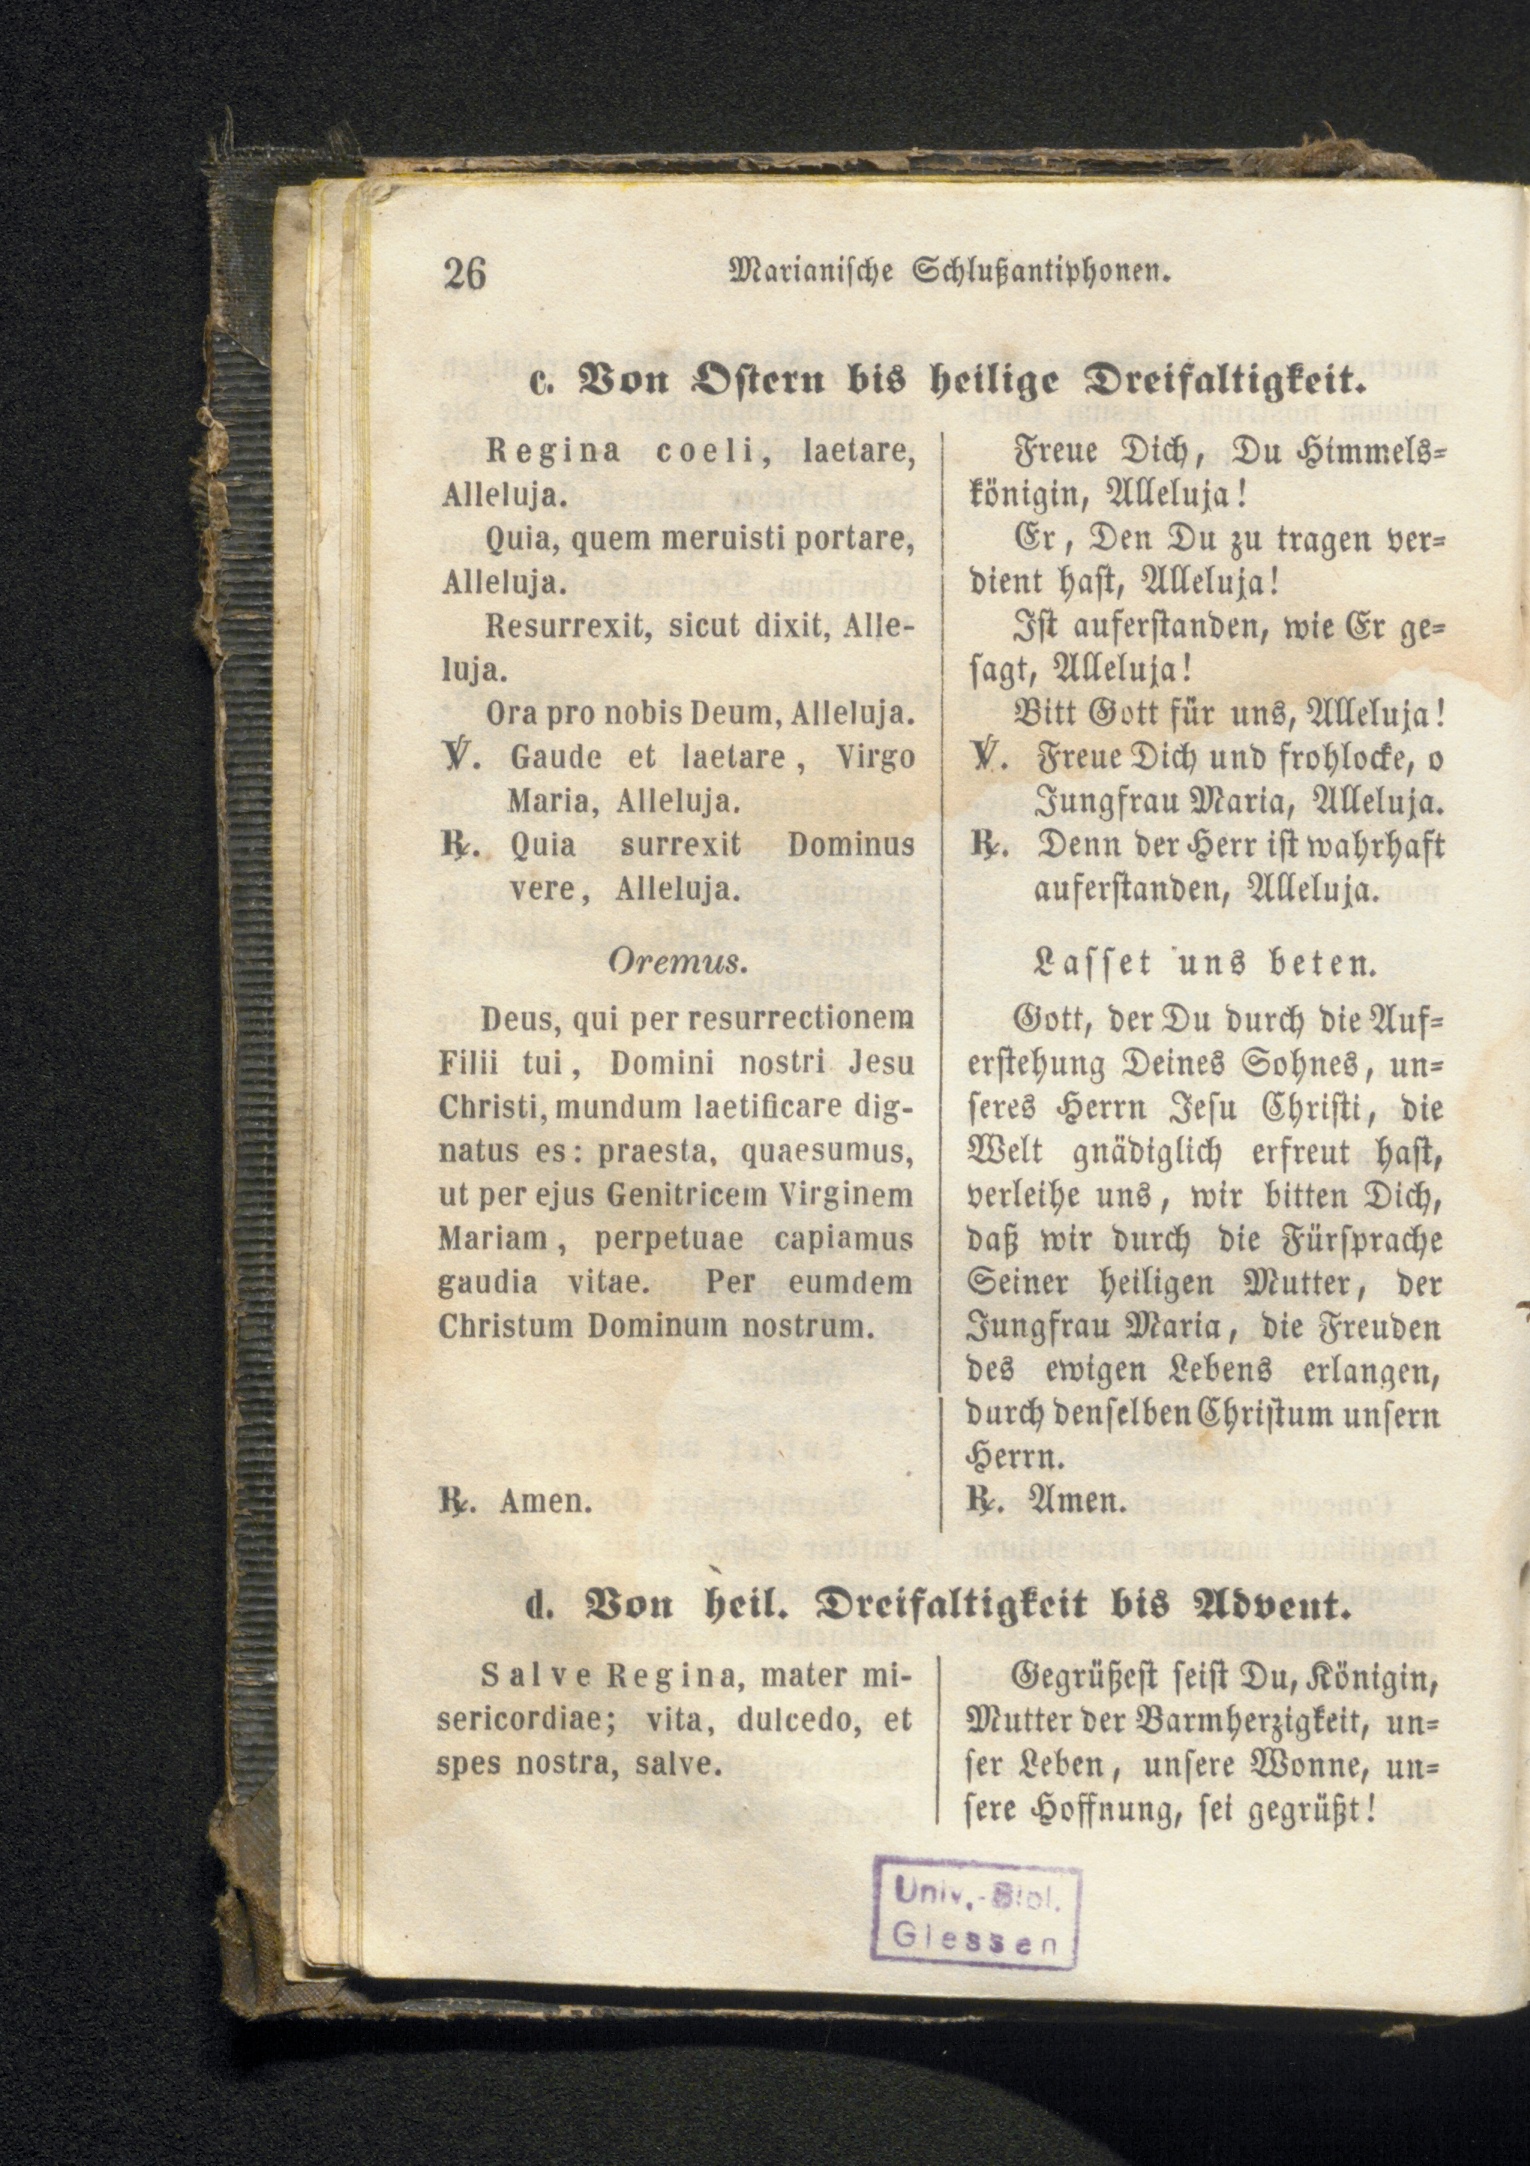 26
Marianische Schlußantiphonen.
c. Von Ostern bis heilige Dreifaltigkeit.
Regina coeli, laetare,
Alleluja.
Quia, quem meruisti portare,
Alleluja.
Resurrexit, sicut dixit, Alle-
luja.
Ora pro nobis Deum, Alleluja.
℣. Gaude et laetare, Virgo
Maria, Alleluja.
℟. Quia surrexit Dominus
vere, Alleluja.
Oremus.
Deus, qui per resurrectionem
Filii tui, Domini nostri Jesu
Christi, mundum laetificare dig-
natus es: praesta, quaesumus,
ut per ejus Genitricem Virginem
Mariam, perpetuae capiamus
gaudia vitae. Per eumdem
Christum Dominum nostrum.
℟. Amen.
Freue Dich, Du Himmels=
königin, Alleluja!
Er, Den Du zu tragen ver=
dient hast, Alleluja!
Ist auferstanden, wie Er ge=
sagt, Alleluja!
Bitt Gott für uns, Alleluja!
℣. Freue Dich und frohlocke, o
Jungfrau Maria, Alleluja.
℟. Denn der Herr ist wahrhaft
auferstanden, Alleluja.
Lasset uns beten.
Gott, der Du durch die Auf=
erstehung Deines Sohnes, un=
seres Herrn Jesu Christi, die
Welt gnädiglich erfreut hast,
verleihe uns, wir bitten Dich,
daß wir durch die Fürsprache
Seiner heiligen Mutter, der
Jungfrau Maria, die Freuden
des ewigen Lebens erlangen,
durch denselben Christum unsern
Herrn.
℟. Amen.
d. Von heil. Dreifaltigkeit bis Advent.
Salve Regina, mater mi-
sericordiae; vita, dulcedo, et
spes nostra, salve.
Gegrüßest seist Du, Königin,
Mutter der Barmherzigkeit, un=
ser Leben, unsere Wonne, un=
sere Hoffnung, sei gegrüßt!
Univ.-Bibl.
Giessen